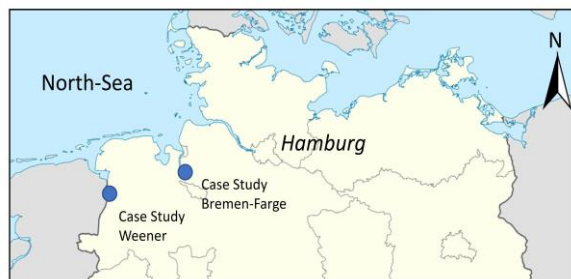 North-Sea
N
Hamburg
Case Study
Bremen-Farge
Case Study
Weener